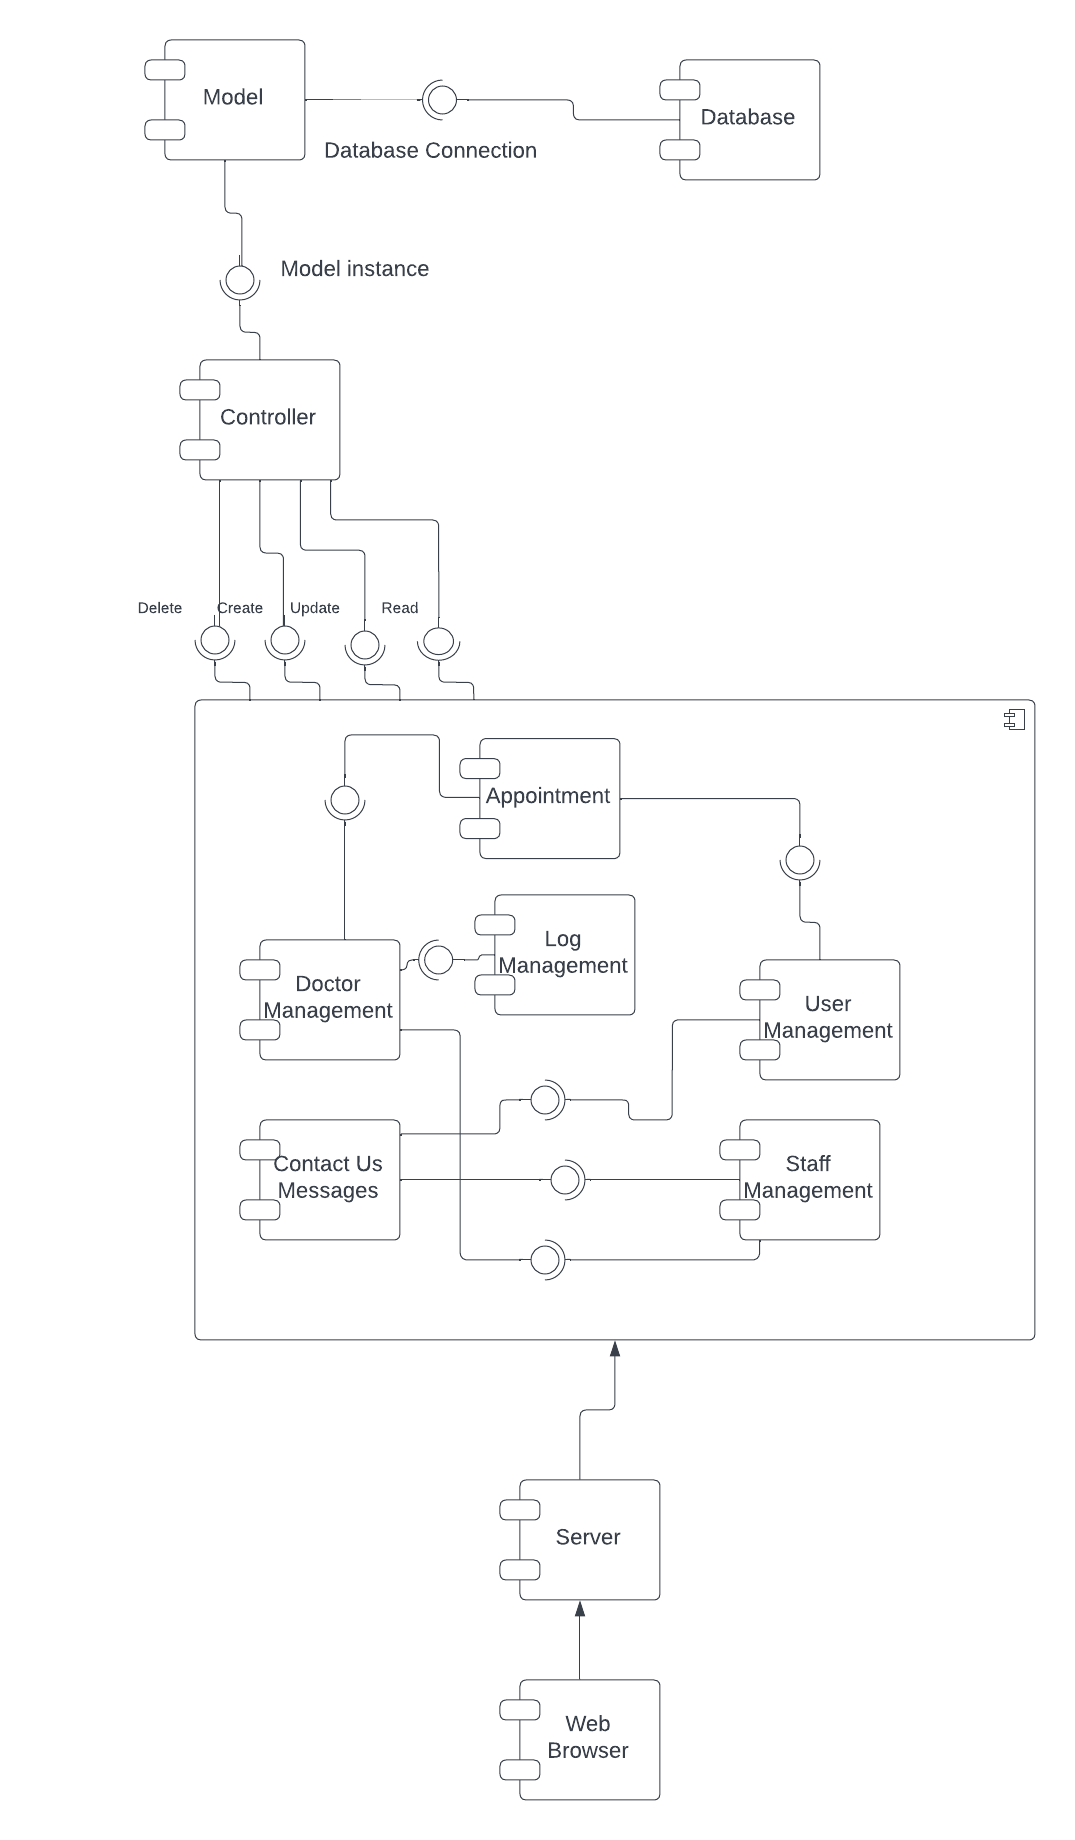 Model
Database
Database Connection
Model instance
Controller
Delete
Create
Update
Read
Appointment
Log
Management
Doctor
Management
User
Management
Contact Us
Messages
Staff
Management
Server
Web
Browser